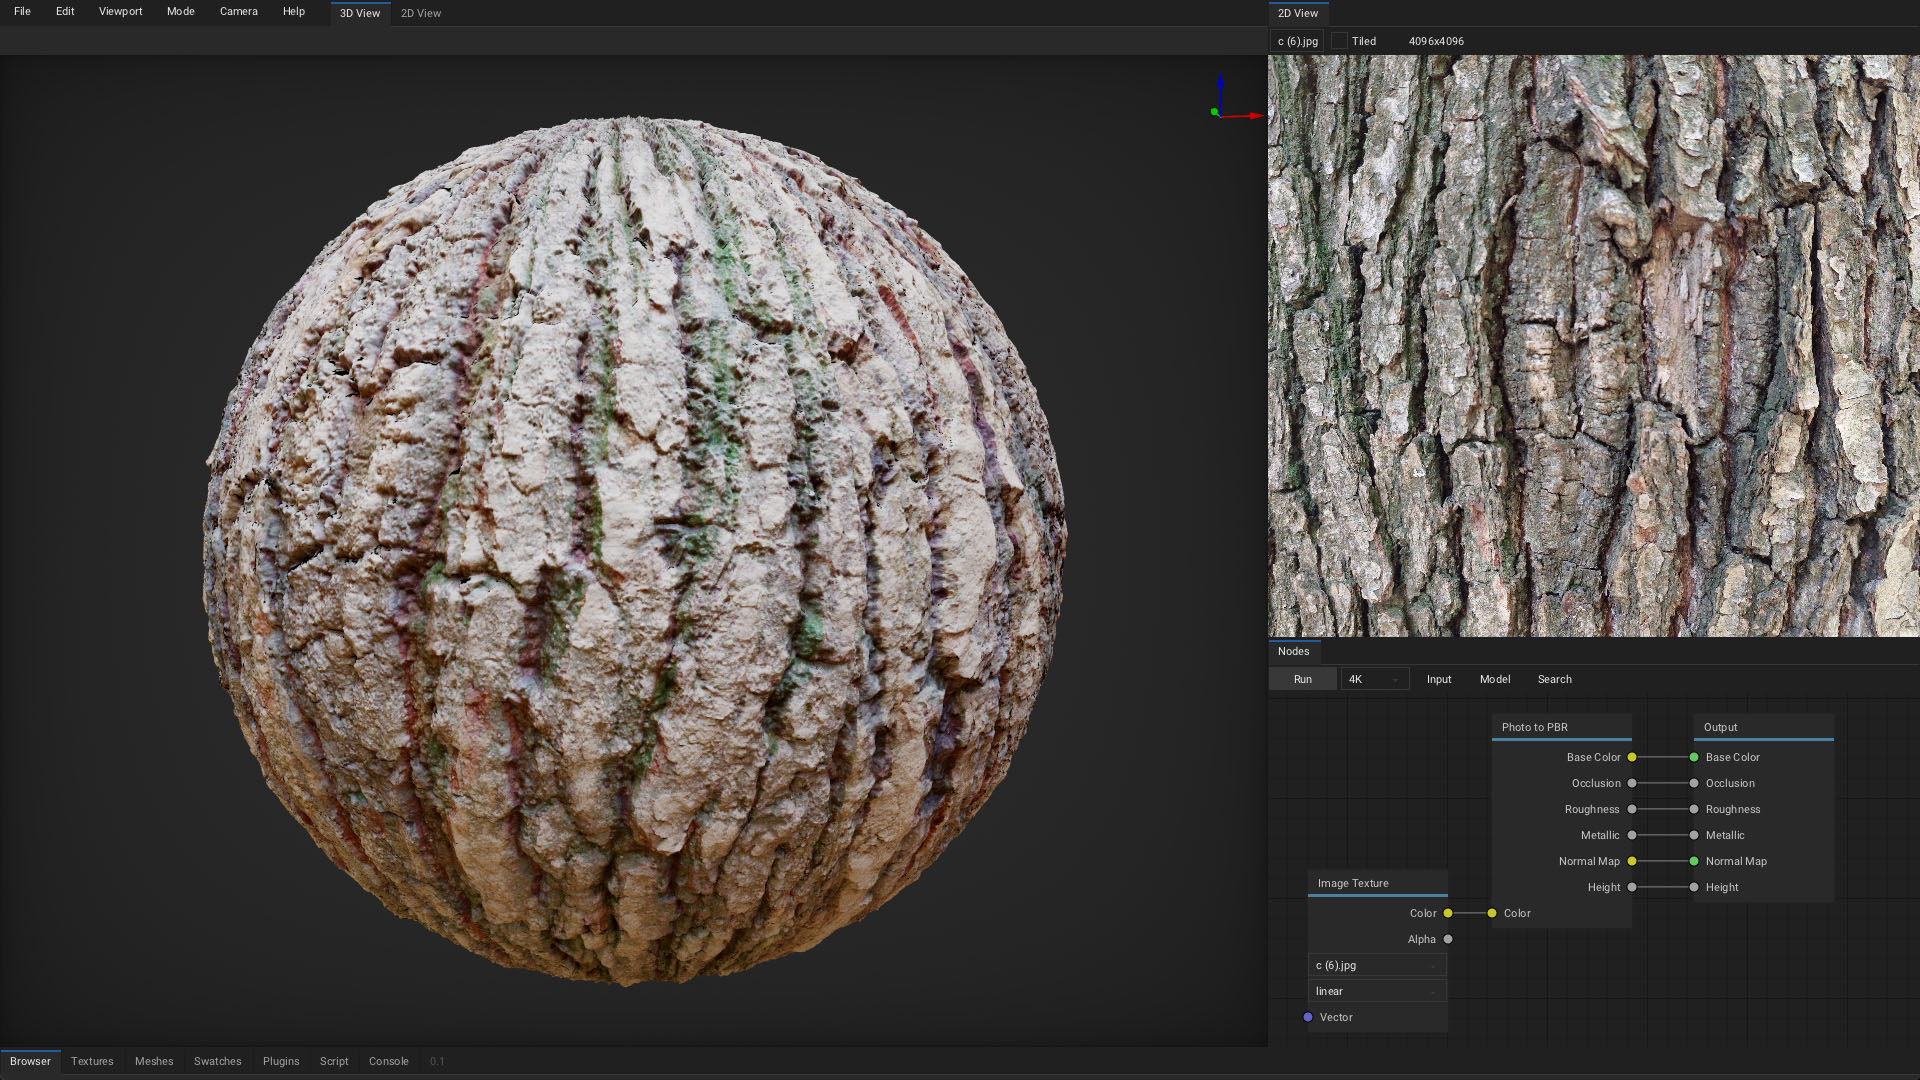 File Edit Viewport Mode Camera Help 3D View 2D View
2D View
c (6).jpg Tiled 4096x4096
Nodes
Run 4K Input Model Search
Photo to PBR
Base Color
Occlusion
Roughness
Metallic
Normal Map
Height
Color
Output
Base Color
Occlusion
Roughness
Metallic
Normal Map
Height
Image Texture
Color
Alpha
c (6).jpg
linear
Vector
Browser Textures Meshes Swatches Plugins Script Console 0.1